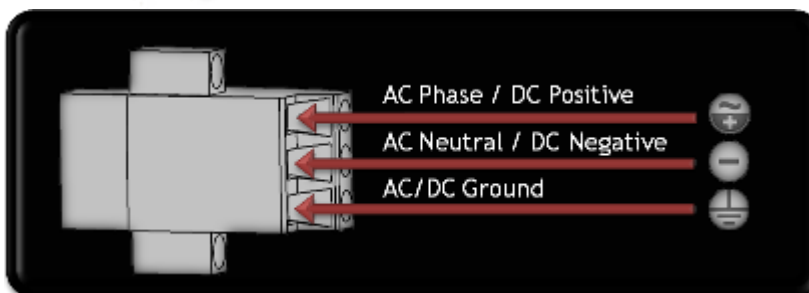 AC Phase / DC Positive
AC Neutral / DC Negative
AC/DC Ground